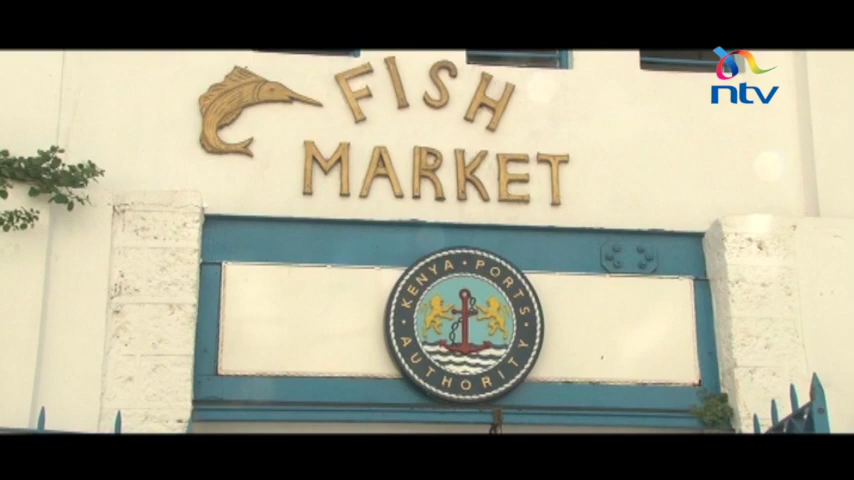 FISH
MARKET
ntv
KENYA • PORTS •
AUTHORITY